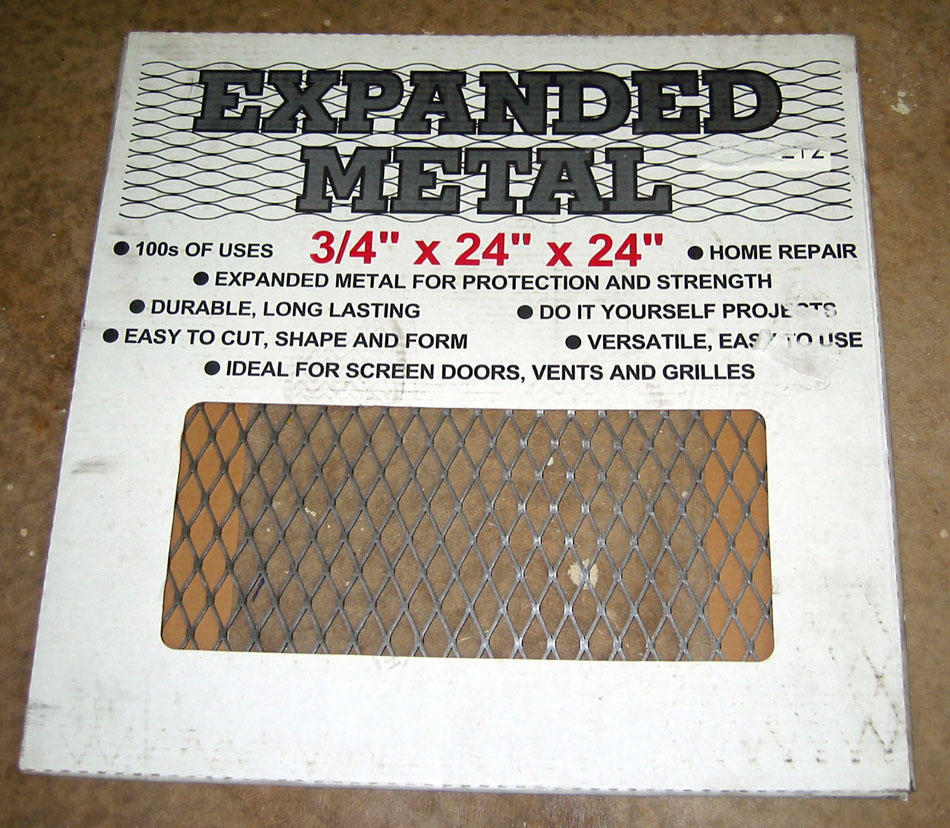 EXPANDED
METAL
● 100s OF USES 3/4" x 24" x 24" ● HOME REPAIR
● EXPANDED METAL FOR PROTECTION AND STRENGTH
● DURABLE, LONG LASTING ● DO IT YOURSELF PROJECTS
● EASY TO CUT, SHAPE AND FORM ● VERSATILE, EASY TO USE
● IDEAL FOR SCREEN DOORS, VENTS AND GRILLES